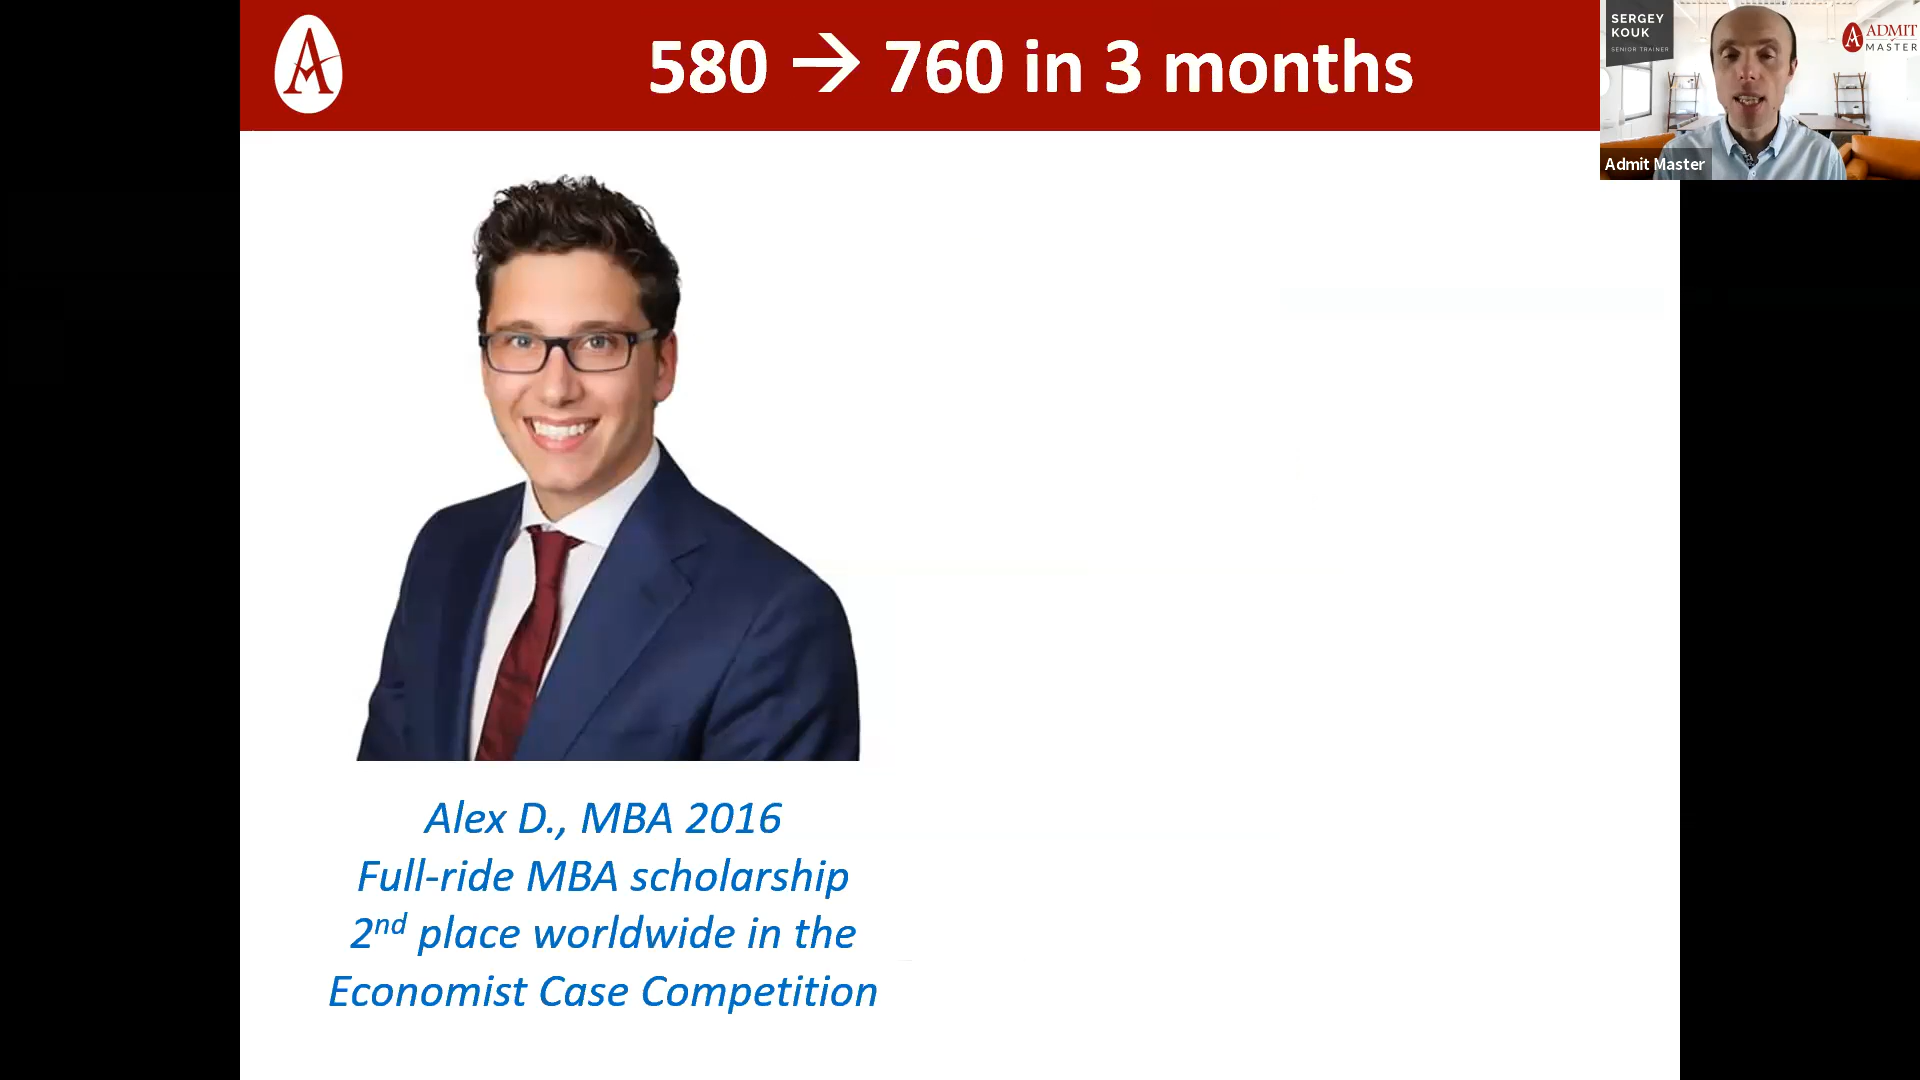 580 → 760 in 3 months
SERGEY
KOUK
SENIOR TRAINER
ADMIT
MASTER
Admit Master
Alex D., MBA 2016
Full-ride MBA scholarship
2nd place worldwide in the
Economist Case Competition